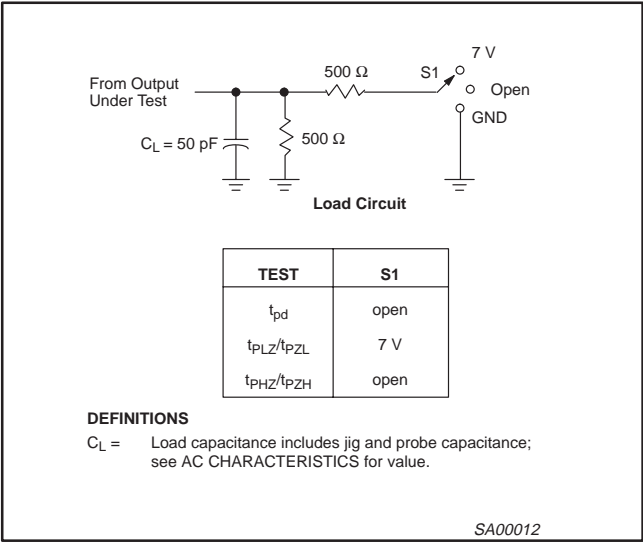 7 V
500 Ω
S1
From Output
Under Test
Open
GND
C_L = 50 pF
500 Ω
Load Circuit
TEST S1
t_pd open
t_PLZ/t_PZL 7 V
t_PHZ/t_PZH open
DEFINITIONS
C_L = Load capacitance includes jig and probe capacitance;
see AC CHARACTERISTICS for value.
SA00012